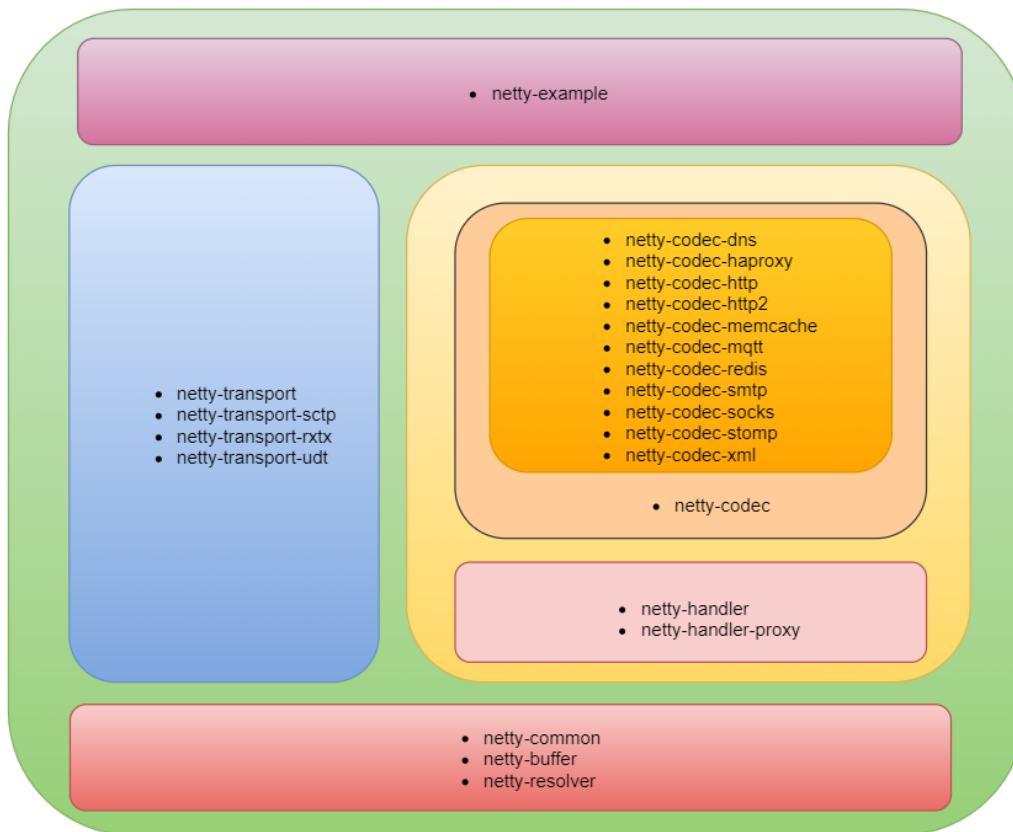 • netty-example
• netty-transport
• netty-transport-sctp
• netty-transport-rxtx
• netty-transport-udt
• netty-codec-dns
• netty-codec-haproxy
• netty-codec-http
• netty-codec-http2
• netty-codec-memcache
• netty-codec-mqtt
• netty-codec-redis
• netty-codec-smtp
• netty-codec-socks
• netty-codec-stomp
• netty-codec-xml
• netty-codec
• netty-handler
• netty-handler-proxy
• netty-common
• netty-buffer
• netty-resolver